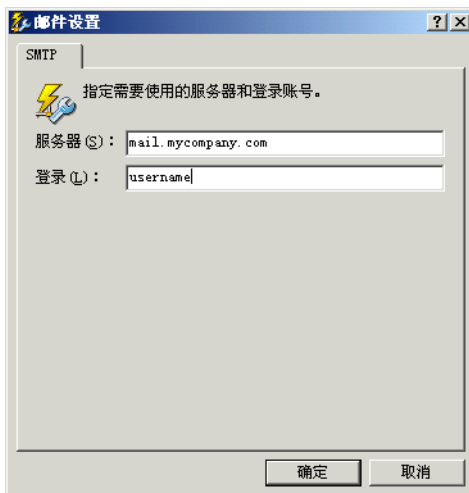 邮件设置
SMTP
指定需要使用的服务器和登录账号。
服务器(S)： mail.mycompany.com
登录(L)： username
确定 取消